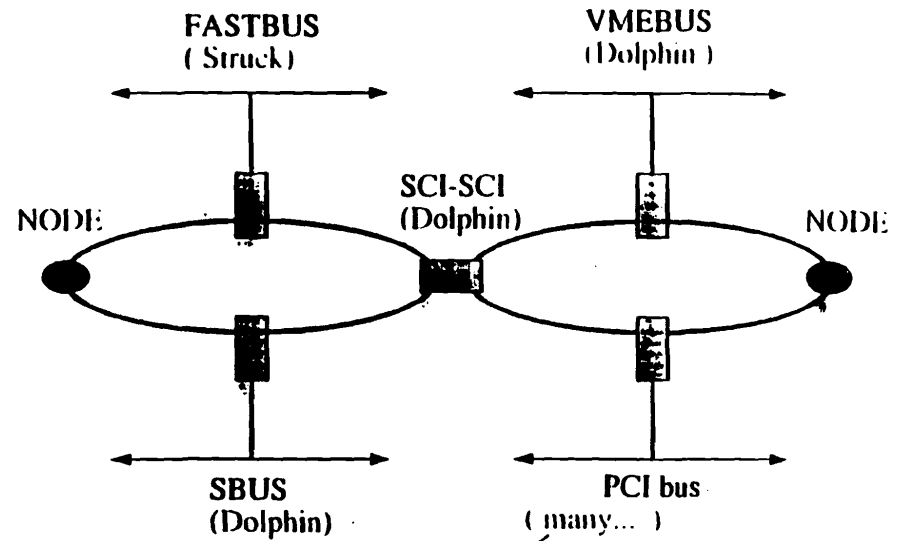 FASTBUS
( Struck )
VMEBUS
(Dolphin )
SCI-SCI
(Dolphin)
NODE
NODE
SBUS
(Dolphin)
PCI bus
( many... )